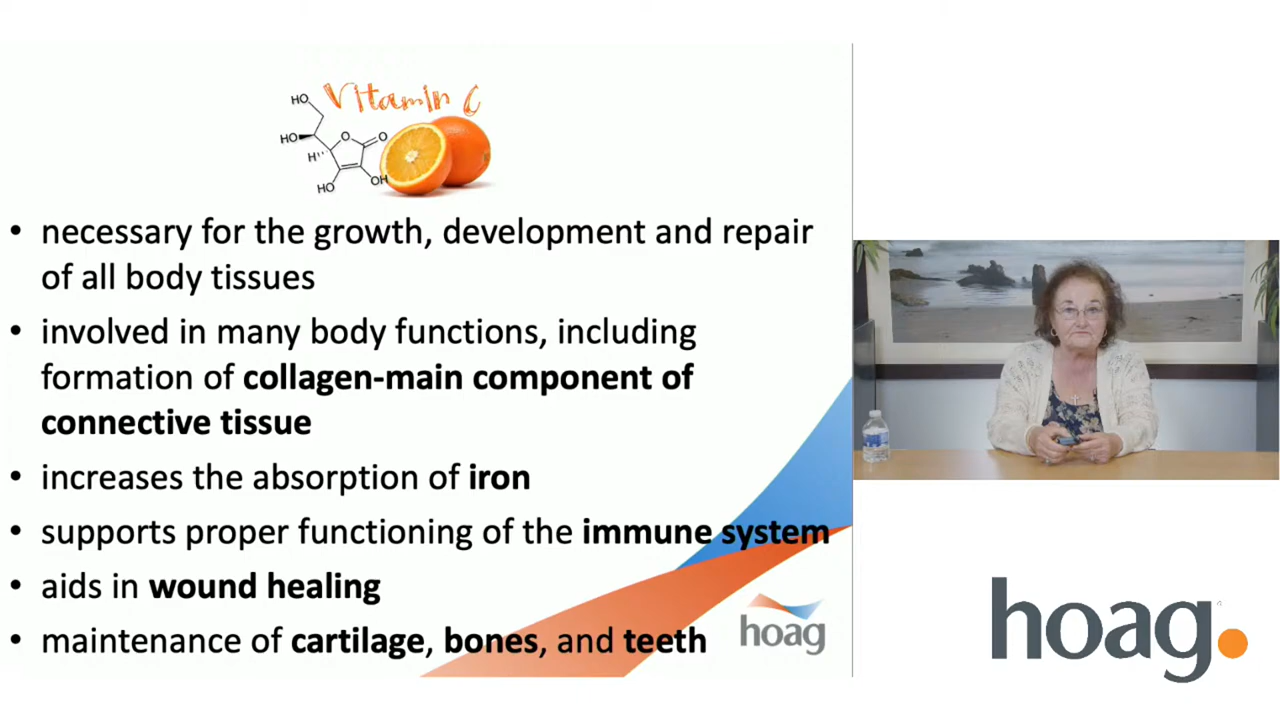 Vitamin C
HO
HO
O
O
H
HO
OH
• necessary for the growth, development and repair
of all body tissues
• involved in many body functions, including
formation of collagen-main component of
connective tissue
• increases the absorption of iron
• supports proper functioning of the immune system
• aids in wound healing
• maintenance of cartilage, bones, and teeth
hoag
hoag.